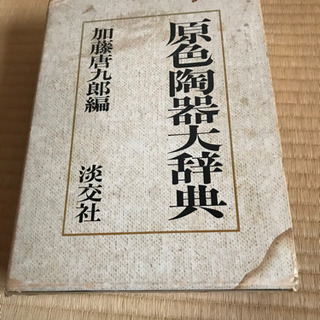 原色陶器大辞典
加藤唐九郎編
淡交社